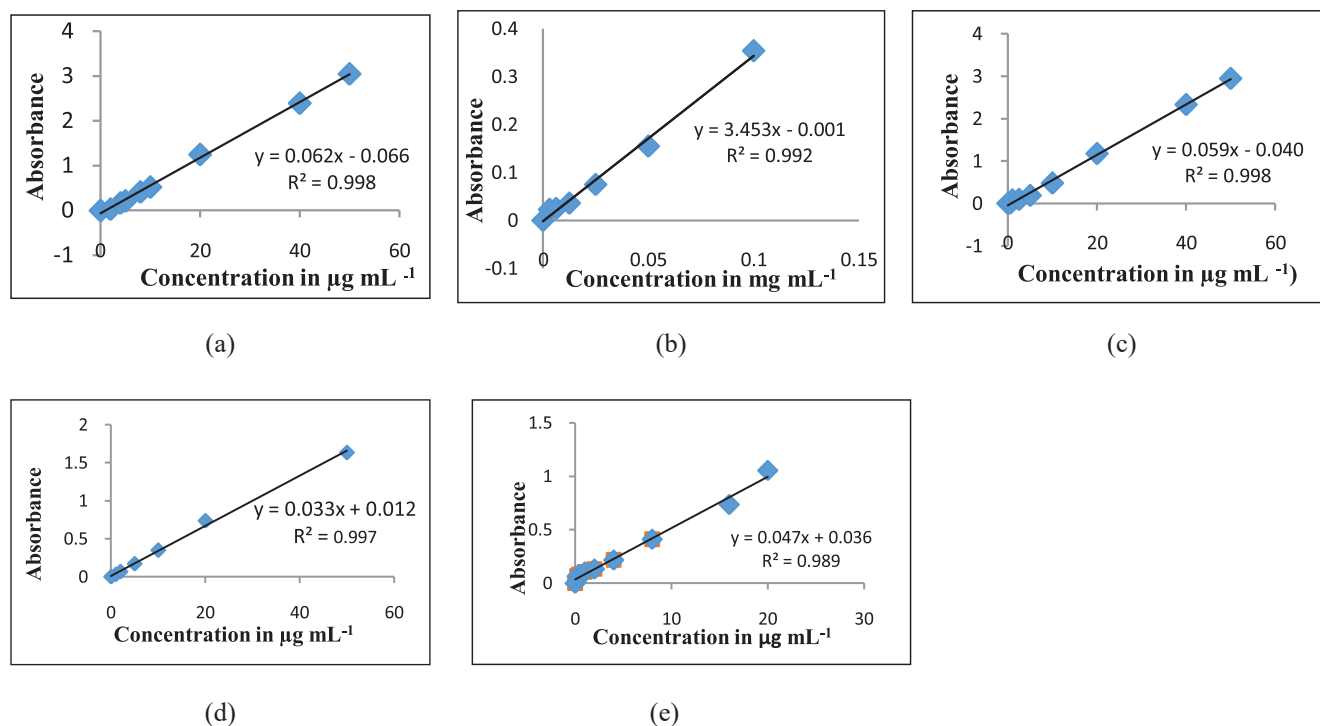 4
3
2
1
0
-1
0
20
40
60
Absorbance
y = 0.062x - 0.066
R² = 0.998
Concentration in µg mL -1
(a)
0.4
0.3
0.2
0.1
0
-0.1
0
0.05
0.1
0.15
Absorbance
y = 3.453x - 0.001
R² = 0.992
Concentration in mg mL-1
(b)
4
3
2
1
0
-1
0
20
40
60
Absorbance
y = 0.059x - 0.040
R² = 0.998
Concentration in µg mL -1)
(c)
2
1.5
1
0.5
0
0
20
40
60
Absorbance
y = 0.033x + 0.012
R² = 0.997
Concentration in µg mL-1
(d)
1.5
1
0.5
0
0
10
20
30
Absorbance
y = 0.047x + 0.036
R² = 0.989
Concentration in µg mL-1
(e)